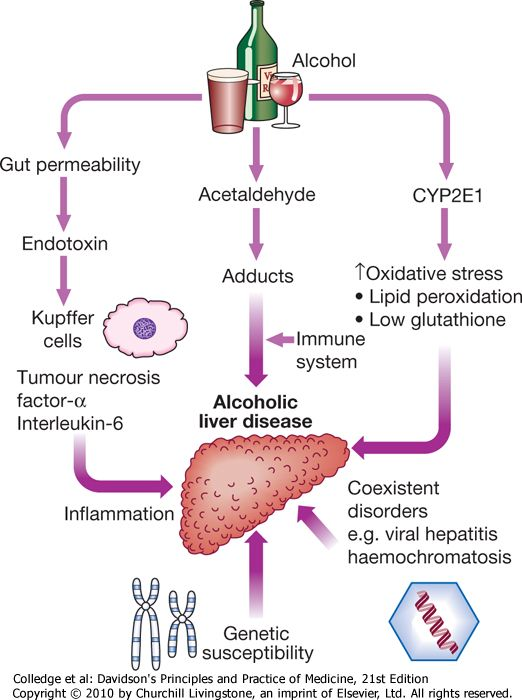 Alcohol
Gut permeability
Endotoxin
Kupffer
cells
Tumour necrosis
factor-α
Interleukin-6
Inflammation
Acetaldehyde
Adducts
Immune
system
Alcoholic
liver disease
CYP2E1
↑Oxidative stress
• Lipid peroxidation
• Low glutathione
Coexistent
disorders
e.g. viral hepatitis
haemochromatosis
Genetic
susceptibility
Colledge et al: Davidson's Principles and Practice of Medicine, 21st Edition
Copyright © 2010 by Churchill Livingstone, an imprint of Elsevier, Ltd. All rights reserved.